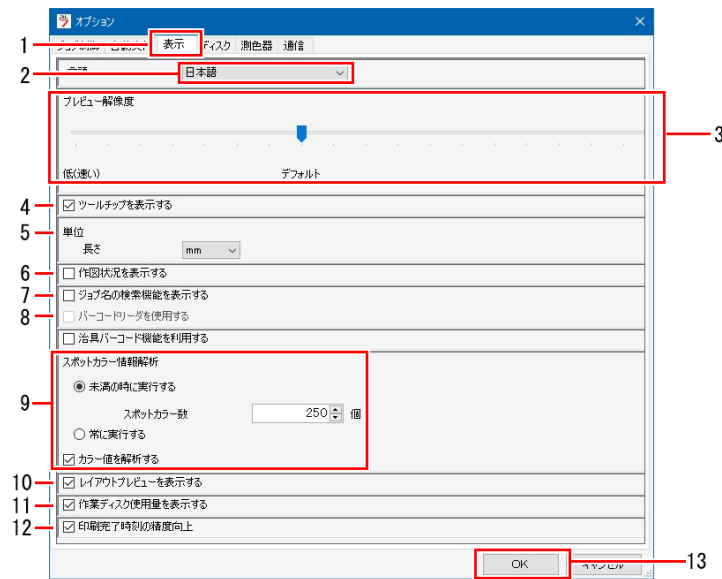 オプション
1
表示 ディスク 測色器 通信
2
日本語
プレビュー解像度
3
低(速い) デフォルト
4
ツールチップを表示する
5
単位
長さ mm
6
作図状況を表示する
7
ジョブ名の検索機能を表示する
8
バーコードリーダを使用する
治具バーコード機能を利用する
スポットカラー情報解析
未満の時に実行する
9
スポットカラー数 250 個
常に実行する
カラー値を解析する
10
レイアウトプレビューを表示する
11
作業ディスク使用量を表示する
12
印刷完了時刻の精度向上
OK
13